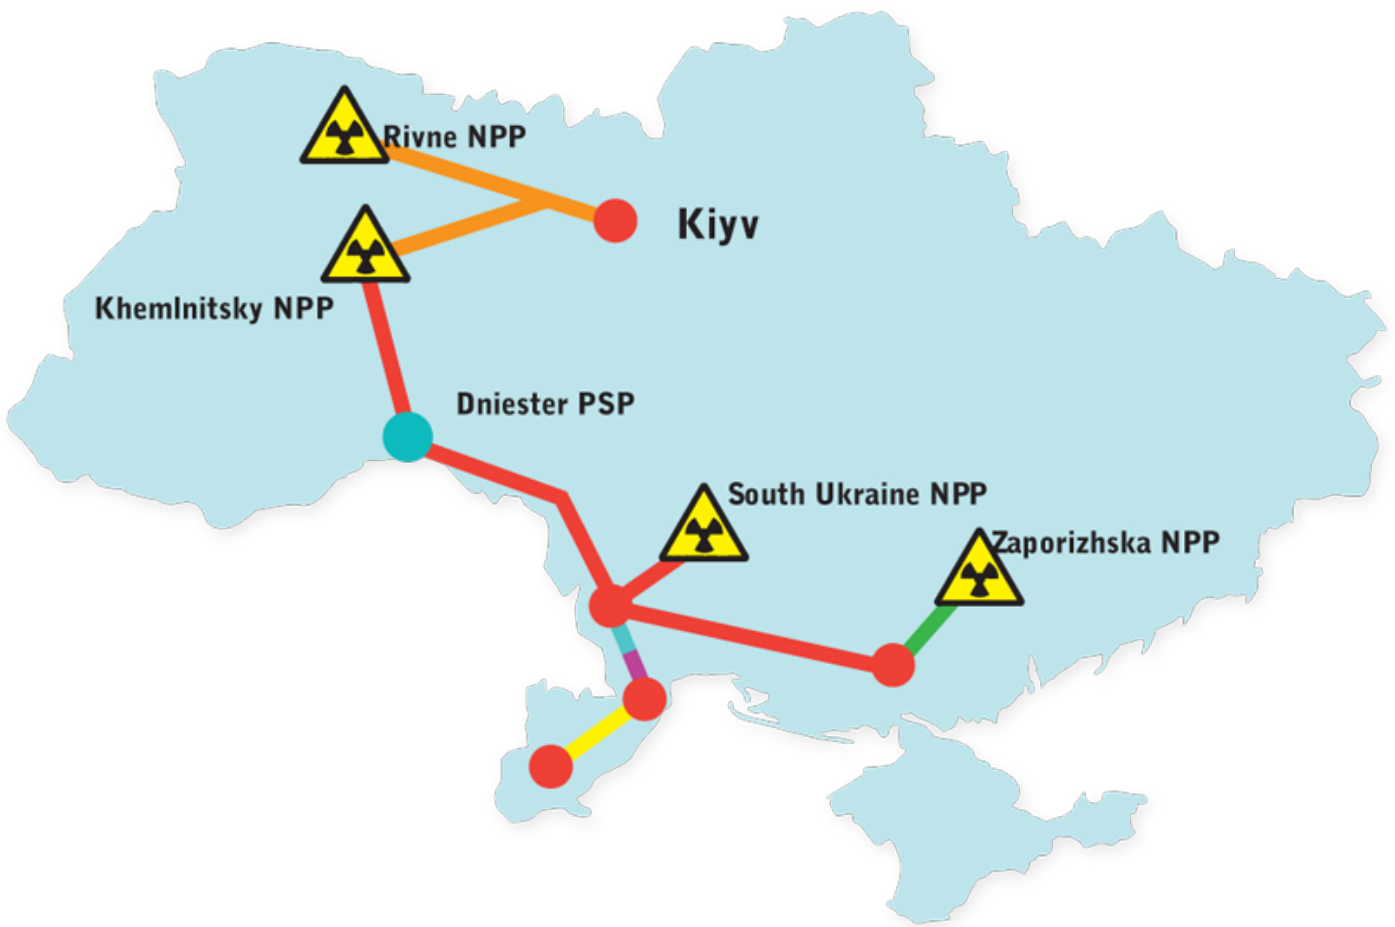 Rivne NPP
Kiyv
Khemlnitsky NPP
Dniester PSP
South Ukraine NPP
Zaporizhska NPP